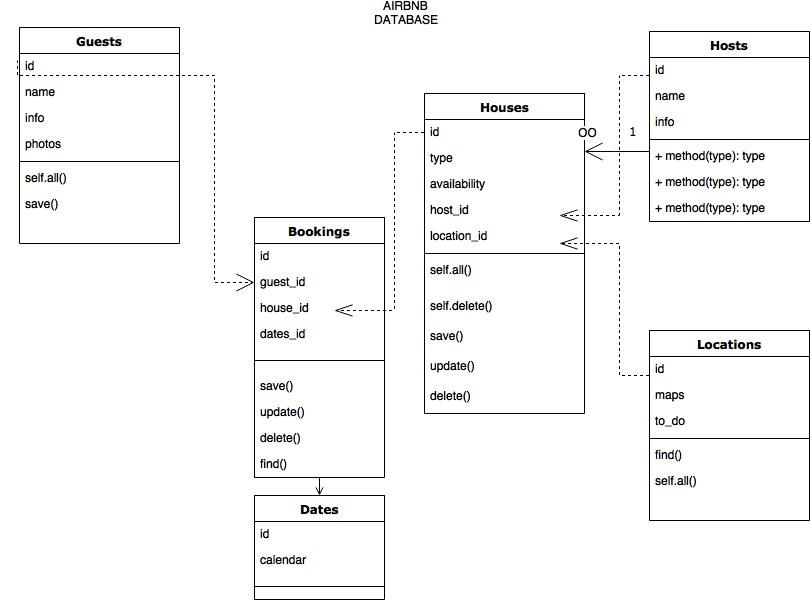 AIRBNB
DATABASE
Guests
id
name
info
photos
self.all()
save()
Bookings
id
guest_id
house_id
dates_id
save()
update()
delete()
find()
Dates
id
calendar
Houses
id
type
availability
host_id
location_id
self.all()
self.delete()
save()
update()
delete()
OO
1
Hosts
id
name
info
+ method(type): type
+ method(type): type
+ method(type): type
Locations
id
maps
to_do
find()
self.all()